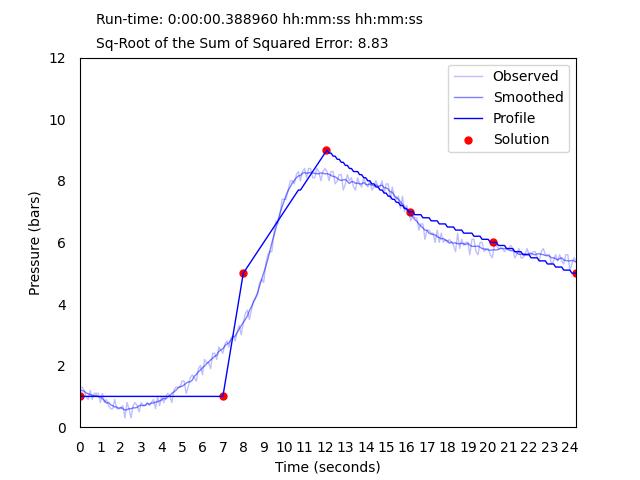 Run-time: 0:00:00.388960 hh:mm:ss hh:mm:ss
Sq-Root of the Sum of Squared Error: 8.83
Observed
Smoothed
Profile
Solution
12
10
8
6
4
2
0
Pressure (bars)
0 1 2 3 4 5 6 7 8 9 10 11 12 13 14 15 16 17 18 19 20 21 22 23 24
Time (seconds)